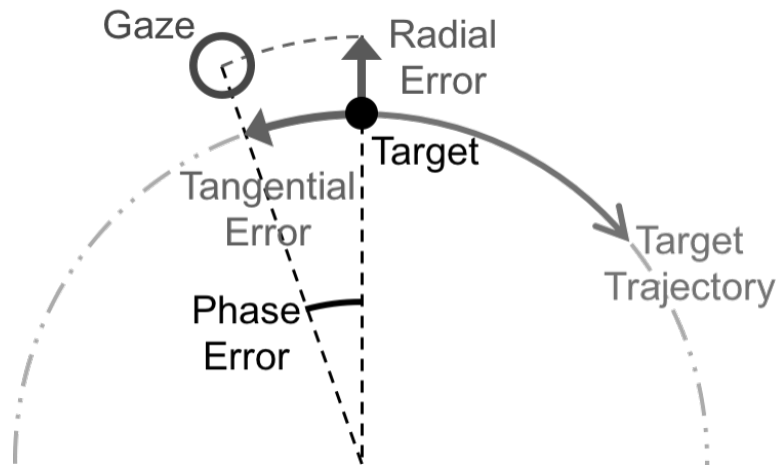 Gaze
Radial
Error
Target
Tangential
Error
Target
Trajectory
Phase
Error